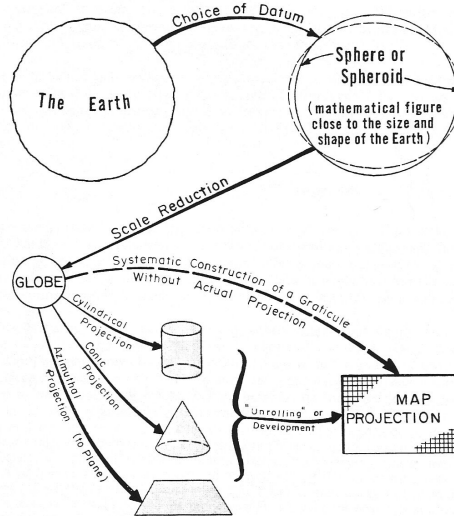 Choice of Datum
The Earth
Sphere or
Spheroid
(mathematical figure
close to the size and
shape of the Earth)
Scale Reduction
GLOBE
Systematic Construction of a Graticule
Without Actual Projection
Cylindrical
Projection
Conic
Projection
Azimuthal
Projection
(to Plane)
"Unrolling" or
Development
MAP
PROJECTION